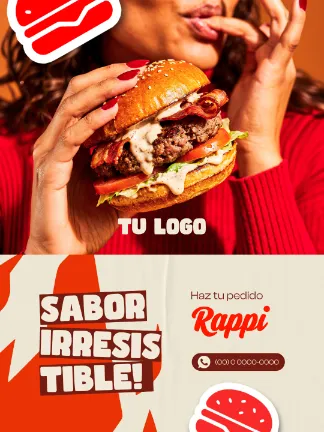 TU LOGO
SABOR
IRRESIS
TIBLE!
Haz tu pedido
Rappi
(00) 0 0000-0000